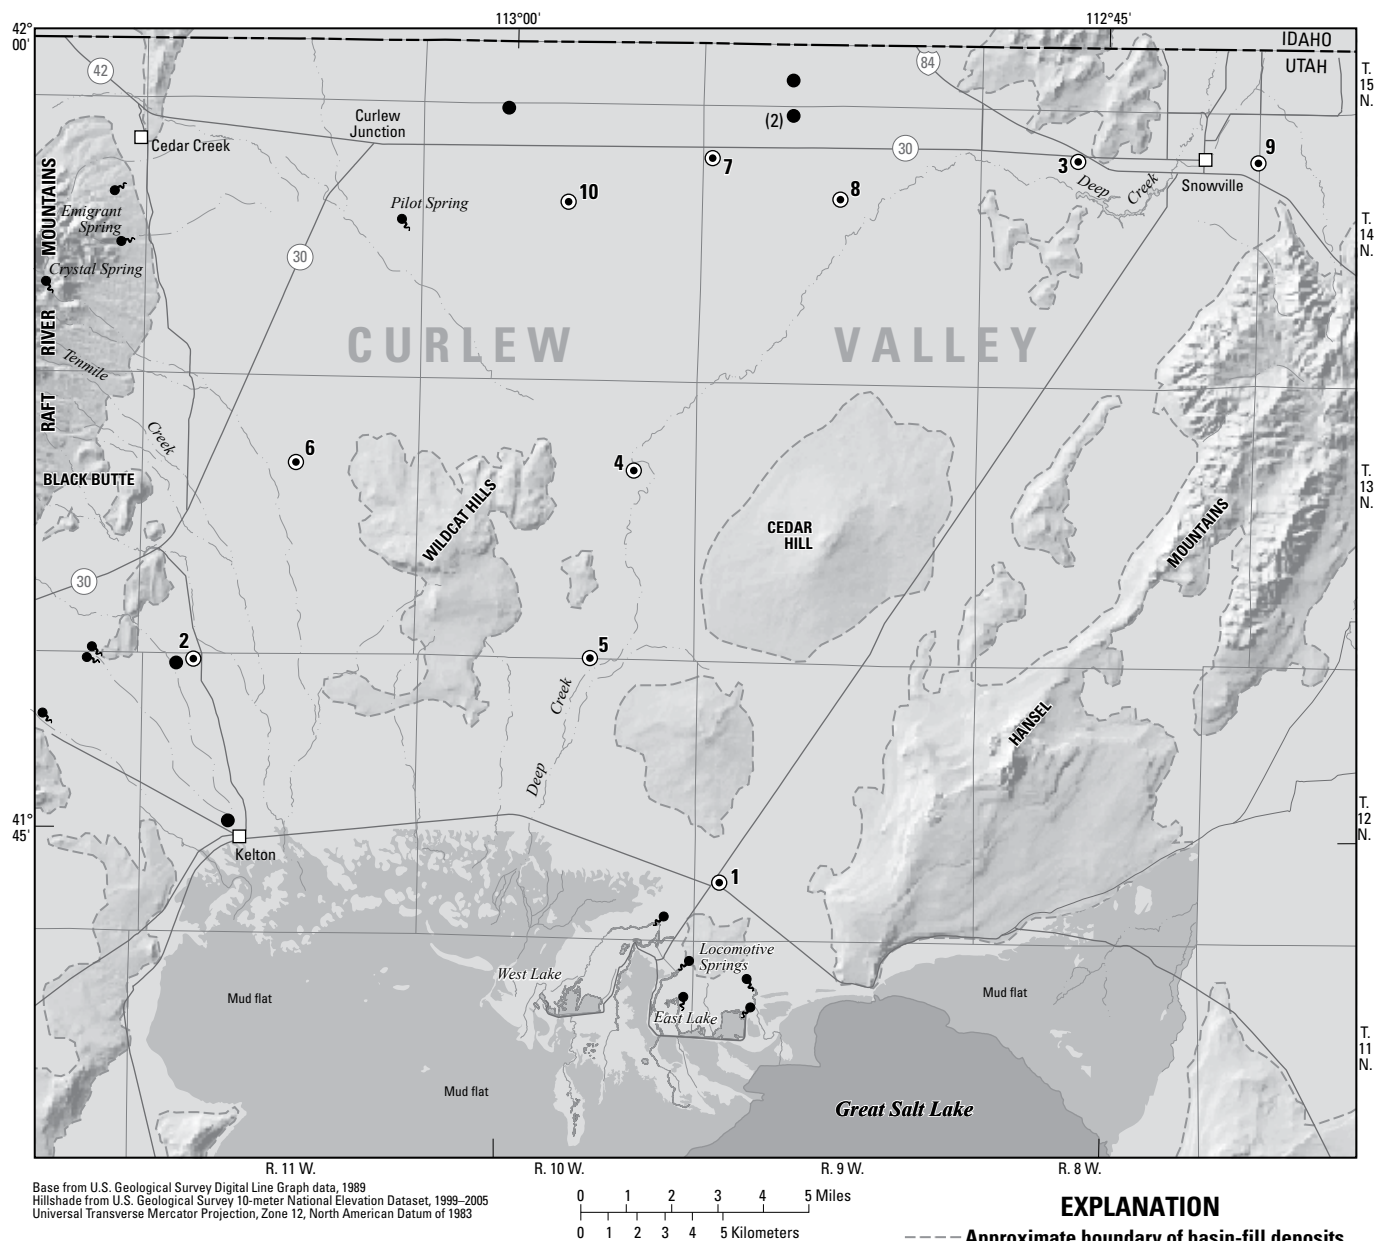 113°00'
112°45'
42°
00'
IDAHO
UTAH
T.
15
N.
42
84
Curlew
Junction
(2)
Cedar Creek
30
7
3
9
Snowville
Deep
Creek
10
8
Emigrant
Spring
Pilot Spring
T.
14
N.
30
Crystal Spring
RAFT RIVER MOUNTAINS
CURLEW VALLEY
Tenmile
Creek
6
4
BLACK BUTTE
T.
13
N.
WILDCAT HILLS
CEDAR
HILL
MOUNTAINS
30
2
5
Creek
HANSEL
Deep
41°
45'
T.
12
N.
Kelton
1
Locomotive
Springs
West Lake
Mud flat
Mud flat
East Lake
T.
11
N.
Mud flat
Great Salt Lake
R. 11 W.
R. 10 W.
R. 9 W.
R. 8 W.
Base from U.S. Geological Survey Digital Line Graph data, 1989
Hillshade from U.S. Geological Survey 10-meter National Elevation Dataset, 1999–2005
Universal Transverse Mercator Projection, Zone 12, North American Datum of 1983
0 1 2 3 4 5 Miles
0 1 2 3 4 5 Kilometers
EXPLANATION
Approximate boundary of basin-fill deposits